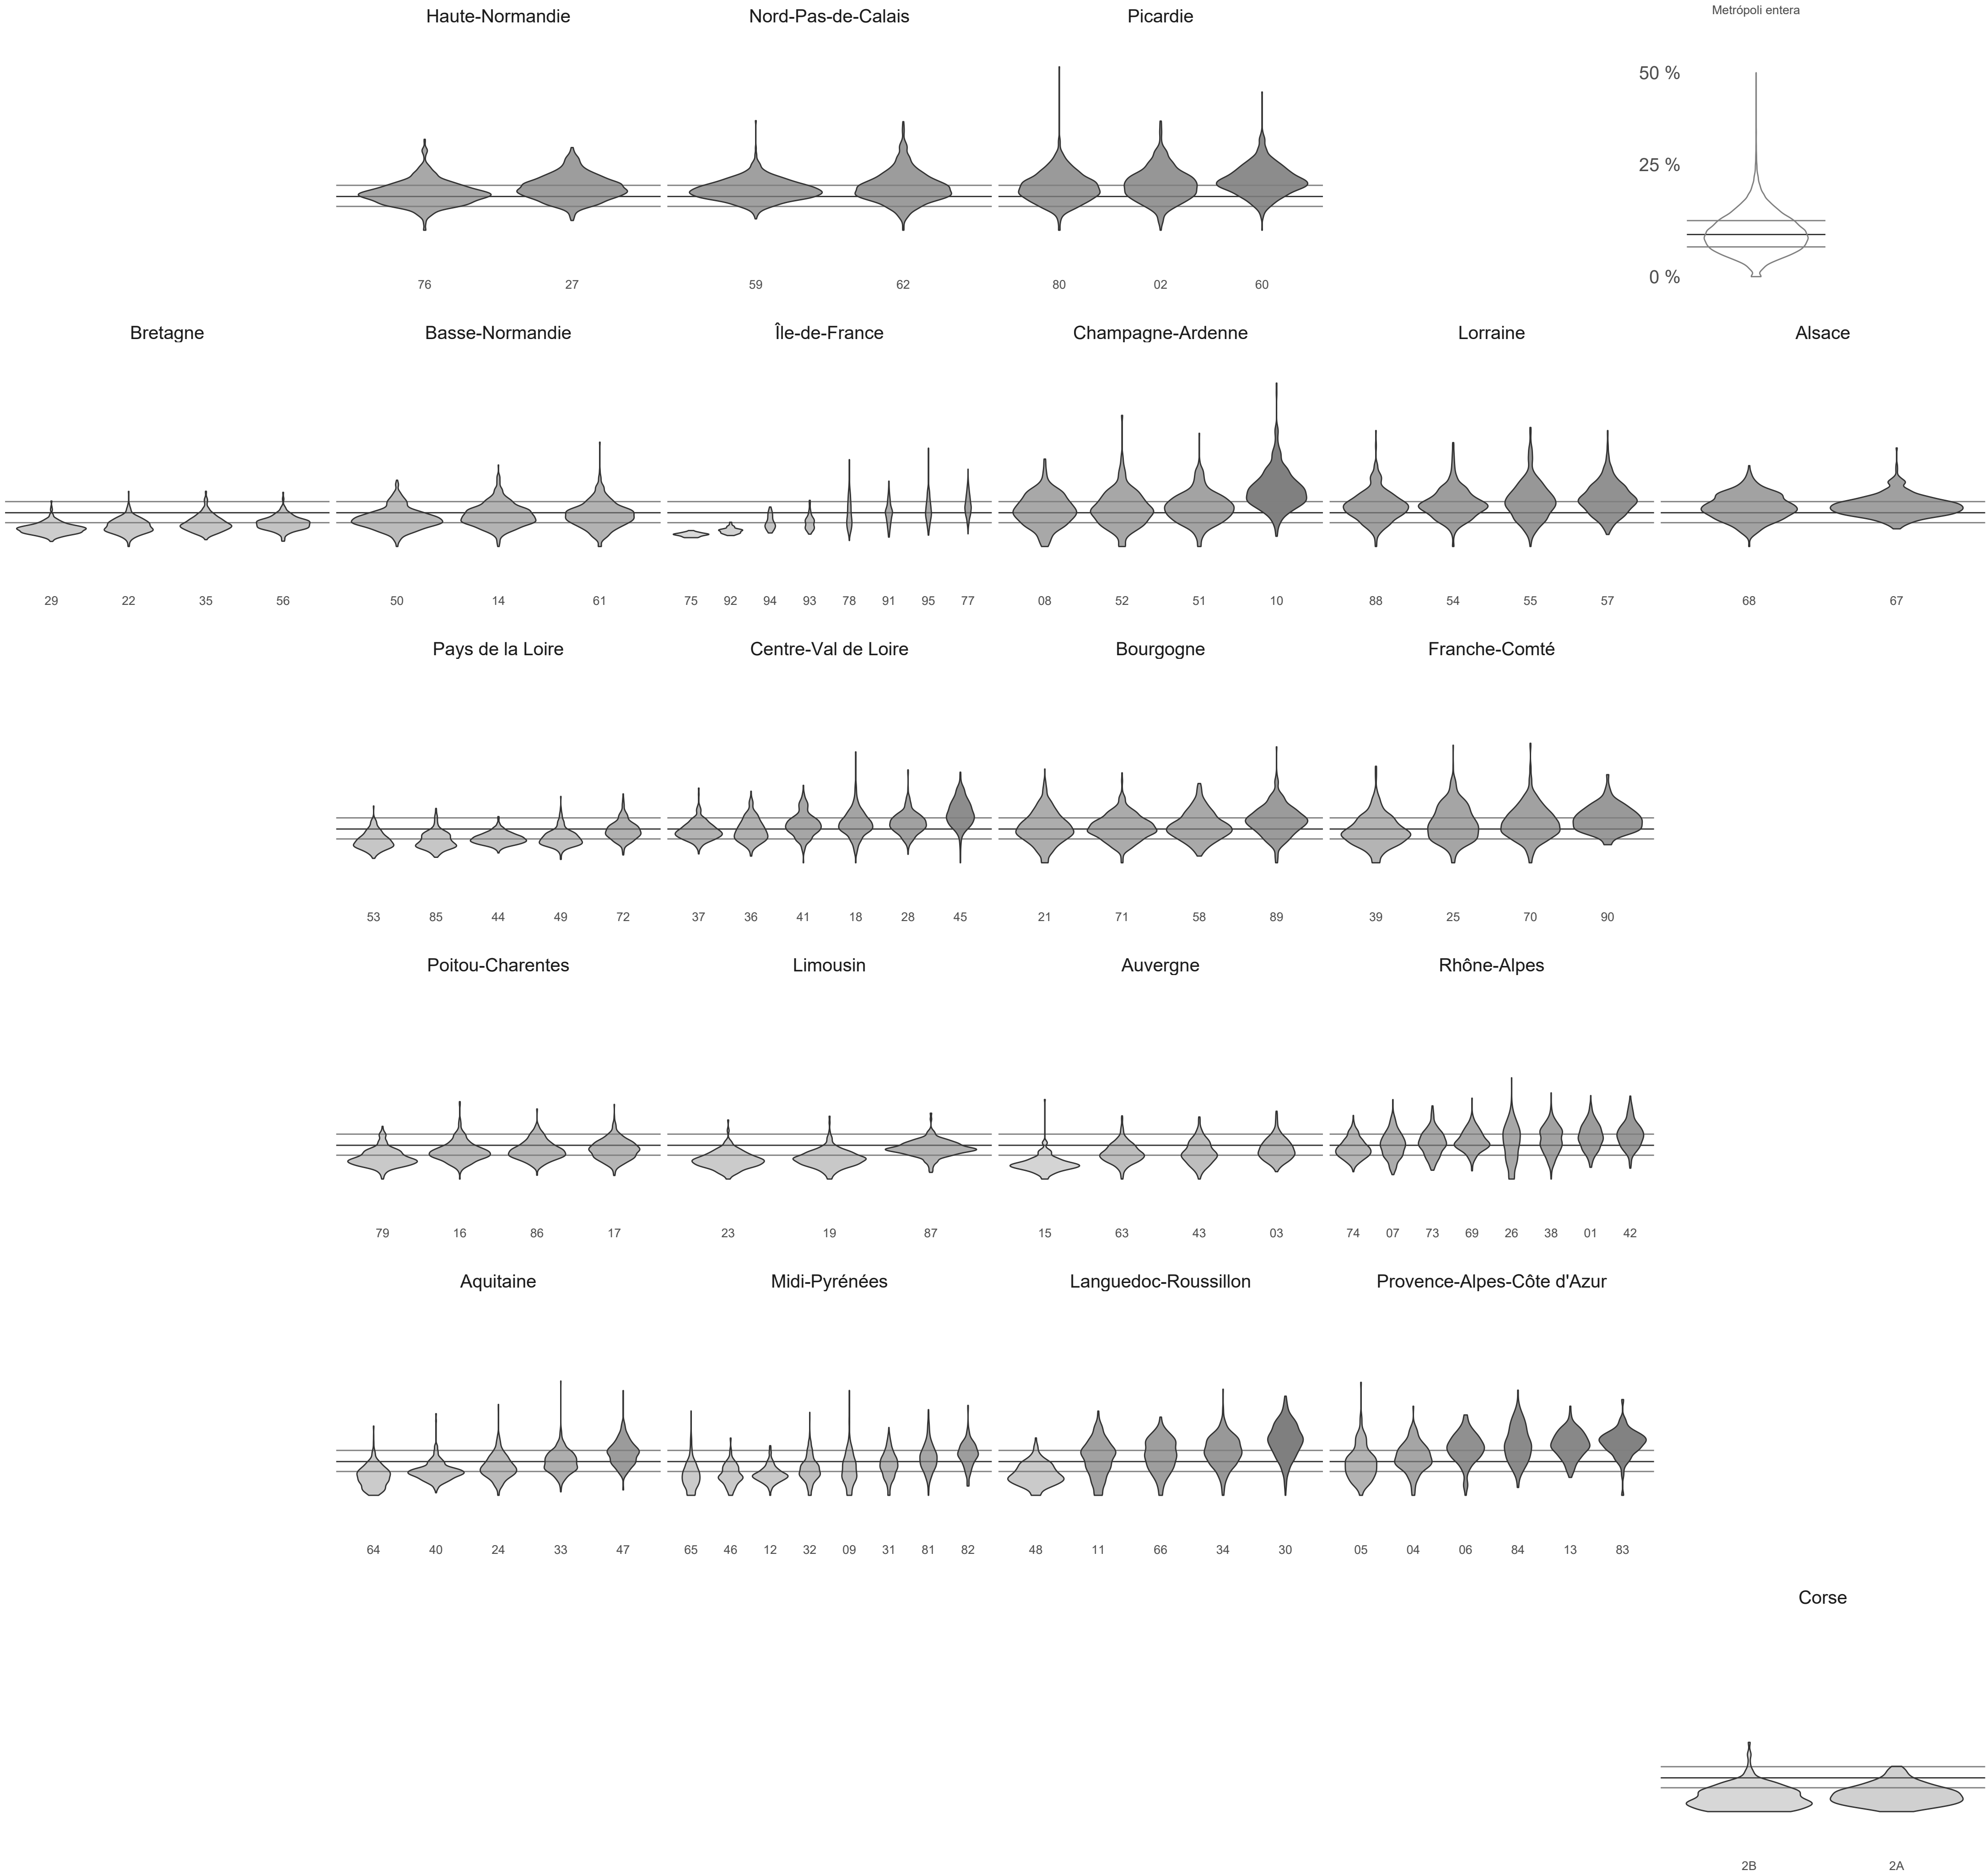 Haute-Normandie Nord-Pas-de-Calais Picardie Metrópoli entera
50 %
25 %
0 %
76 27 59 62 80 02 60
Bretagne Basse-Normandie Île-de-France Champagne-Ardenne Lorraine Alsace
29 22 35 56 50 14 61 75 92 94 93 78 91 95 77 08 52 51 10 88 54 55 57 68 67
Pays de la Loire Centre-Val de Loire Bourgogne Franche-Comté
53 85 44 49 72 37 36 41 18 28 45 21 71 58 89 39 25 70 90
Poitou-Charentes Limousin Auvergne Rhône-Alpes
79 16 86 17 23 19 87 15 63 43 03 74 07 73 69 26 38 01 42
Aquitaine Midi-Pyrénées Languedoc-Roussillon Provence-Alpes-Côte d'Azur
64 40 24 33 47 65 46 12 32 09 31 81 82 48 11 66 34 30 05 04 06 84 13 83
Corse
2B 2A